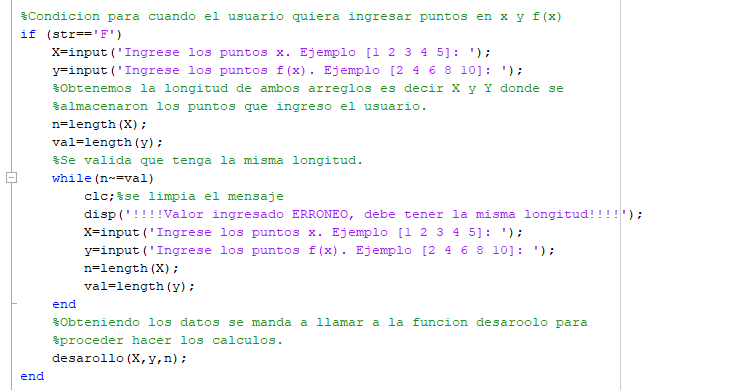 %Condicion para cuando el usuario quiera ingresar puntos en x y f(x)
if (str=='F')
    X=input('Ingrese los puntos x. Ejemplo [1 2 3 4 5]: ');
    y=input('Ingrese los puntos f(x). Ejemplo [2 4 6 8 10]: ');
    %Obtenemos la longitud de ambos arreglos es decir X y Y donde se
    %almacenaron los puntos que ingreso el usuario.
    n=length(X);
    val=length(y);
    %Se valida que tenga la misma longitud.
    while(n~=val)
        clc;%se limpia el mensaje
        disp('!!!!Valor ingresado ERRONEO, debe tener la misma longitud!!!!');
        X=input('Ingrese los puntos x. Ejemplo [1 2 3 4 5]: ');
        y=input('Ingrese los puntos f(x). Ejemplo [2 4 6 8 10]: ');
        n=length(X);
        val=length(y);
    end
    %Obteniendo los datos se manda a llamar a la funcion desaroolo para
    %proceder hacer los calculos.
    desarollo(X,y,n);
end